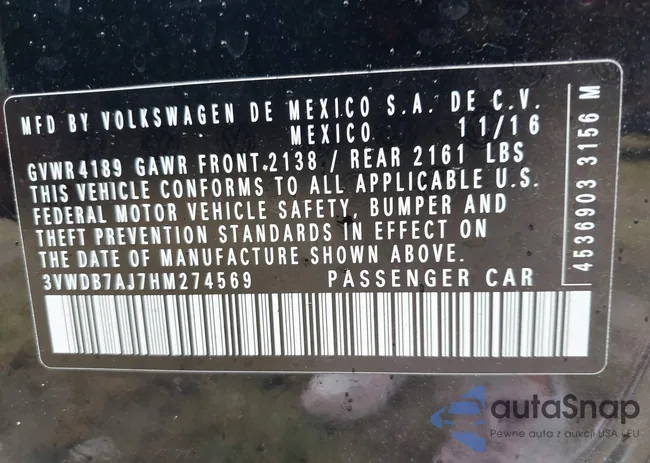 MFD BY VOLKSWAGEN DE MEXICO S.A. DE C.V.
MEXICO 11/16
GVWR4189 GAWR FRONT 2138 / REAR 2161 LBS
THIS VEHICLE CONFORMS TO ALL APPLICABLE U.S.
FEDERAL MOTOR VEHICLE SAFETY, BUMPER AND
THEFT PREVENTION STANDARDS IN EFFECT ON
THE DATE OF MANUFACTURE SHOWN ABOVE.
3VWDB7AJ7HM274569 PASSENGER CAR
4536903 3156 M
autaSnap
Pewne auta z aukcji USA i EU